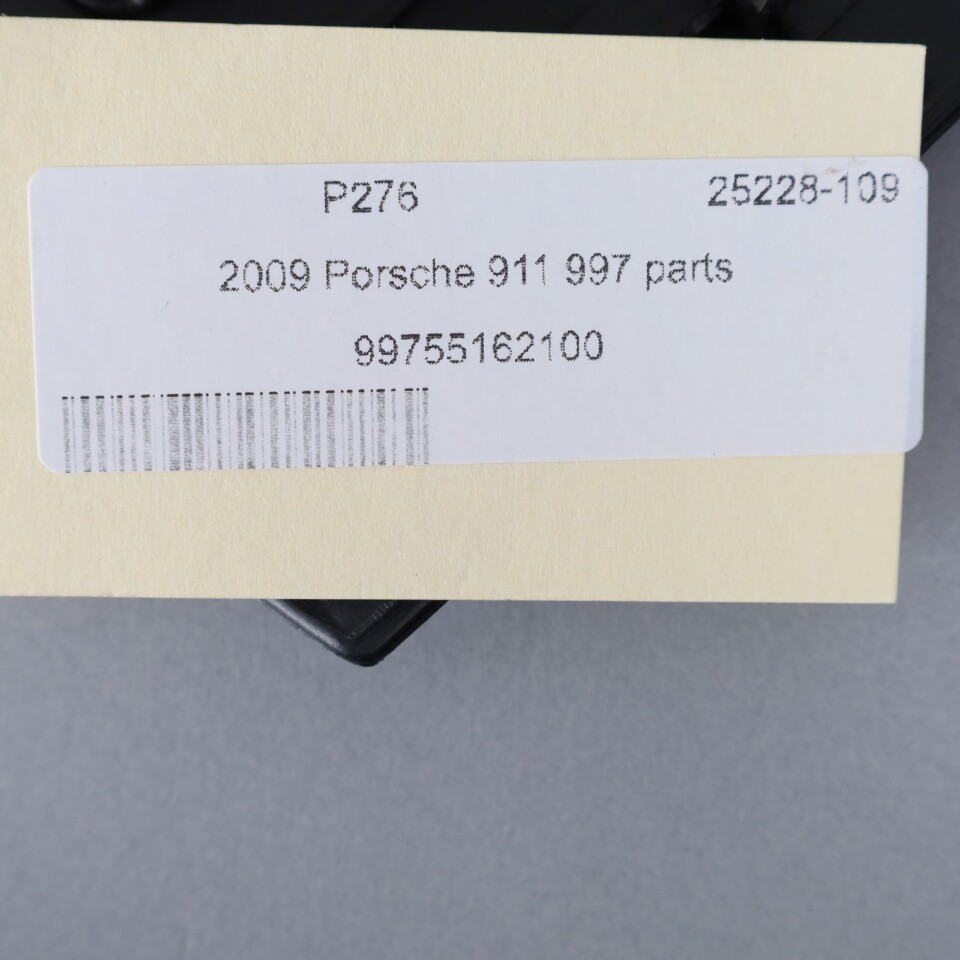 P276 25228-109
2009 Porsche 911 997 parts
99755162100